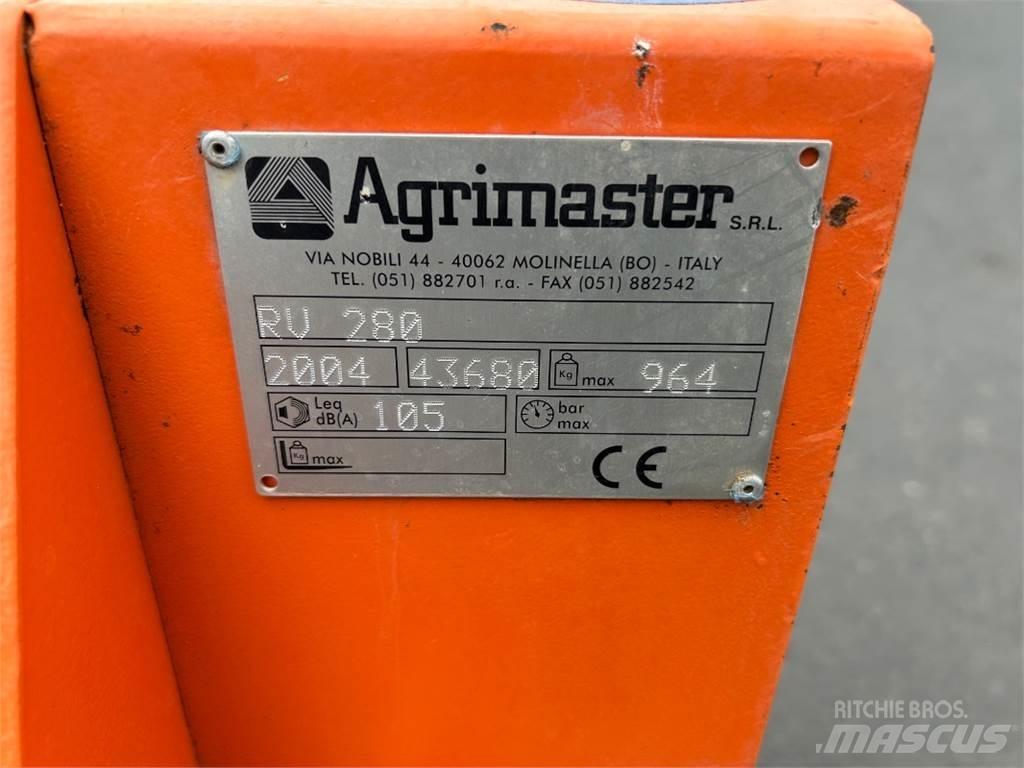 Agrimaster S.R.L.
VIA NOBILI 44 - 40062 MOLINELLA (BO) - ITALY
TEL. (051) 882701 r.a. - FAX (051) 882542
RV 280
2004 43680 Kg max 964
Leq dB(A) 105 bar max
Kg max CE
RITCHIE BROS.
MASCUS